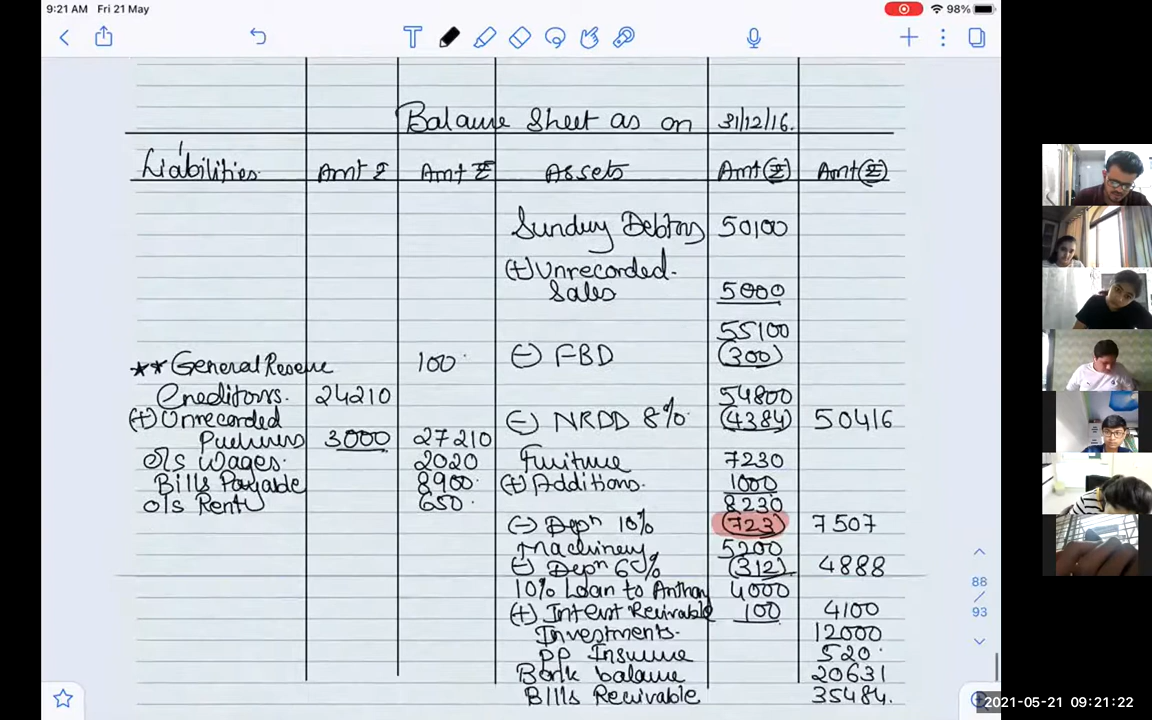 9:21 AM Fri 21 May 98%
Balance Sheet as on 31/12/16.
Liabilities. Amt ₹ Amt ₹ Assets Amt(₹) Amt(₹)
Sundry Debtors 50100
(+) Unrecorded.
Sales 5000
55100
**General Reserve 100 (-) FBD (300)
Creditors. 24210 54800
(+) Unrecorded (-) NRDD 8% (4384) 50416
Purchases 3000 27210
O/s Wages. 2020 Furniture 7230
Bills Payable 8900 (+) Additions. 1000
O/s Rent 650 8230
(-) Depn 10% (723) 7507
Machinery 5200
(-) Depn 6% (312) 4888
10% Loan to Anthony 4000
(+) Interest Recivable 100 4100
Investments. 12000
PP Insurance 520
Bank balance 20631
Bills Recivable 35484.
88
/
93
2021-05-21 09:21:22